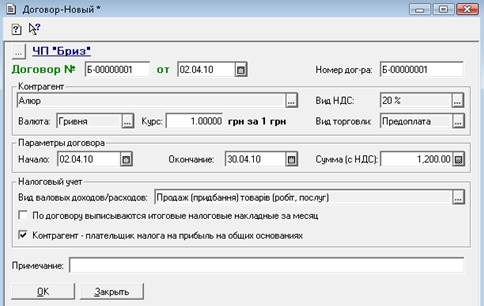 Договор-Новый *
... ЧП "Бриз"
Договор № Б-00000001 от 02.04.10 Номер дог-ра: Б-00000001
Контрагент
Алюр ... Вид НДС: 20 % ...
Валюта: Гривня ... Курс: 1.00000 грн за 1 грн Вид торговли: Предоплата ...
Параметры договора
Начало: 02.04.10 Окончание: 30.04.10 Сумма (с НДС): 1,200.00
Налоговый учет
Вид валовых доходов/расходов: Продаж (придбання) товарів (робіт, послуг) ...
По договору выписываются итоговые налоговые накладные за месяц
Контрагент - плательщик налога на прибыль на общих основаниях
Примечание:
OK Закрыть